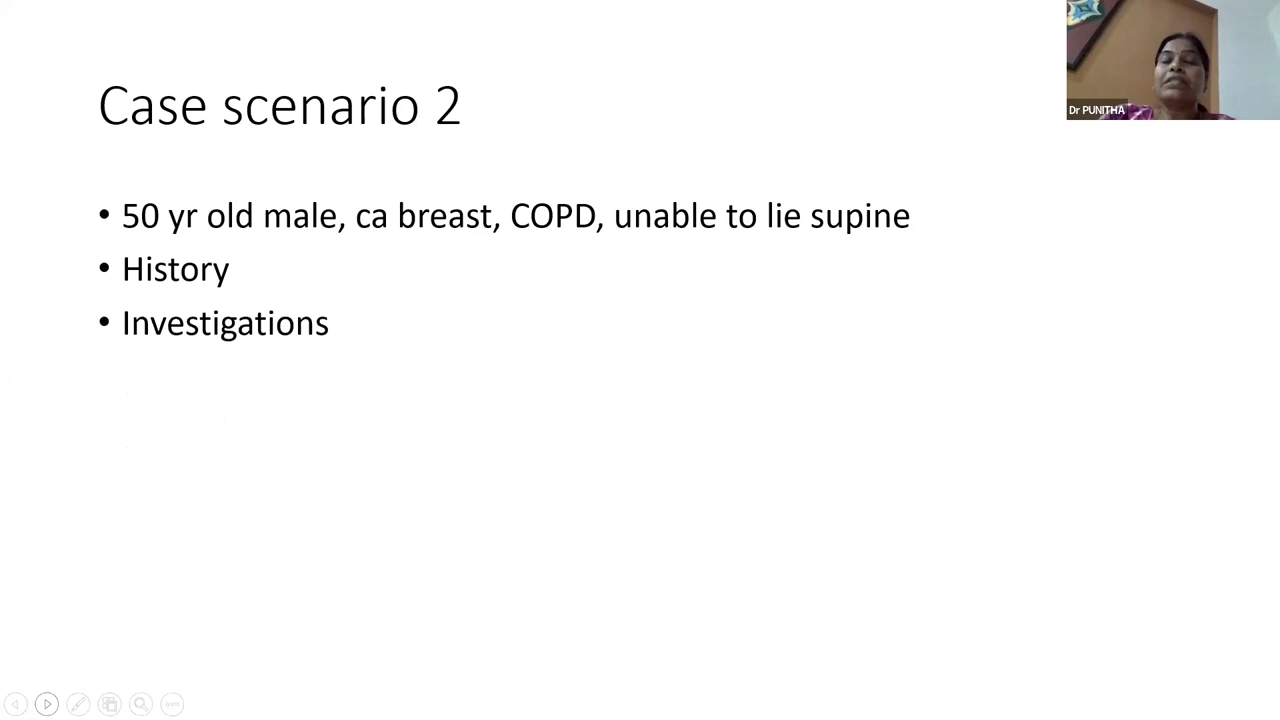 Case scenario 2
• 50 yr old male, ca breast, COPD, unable to lie supine
• History
• Investigations
Dr PUNITHA